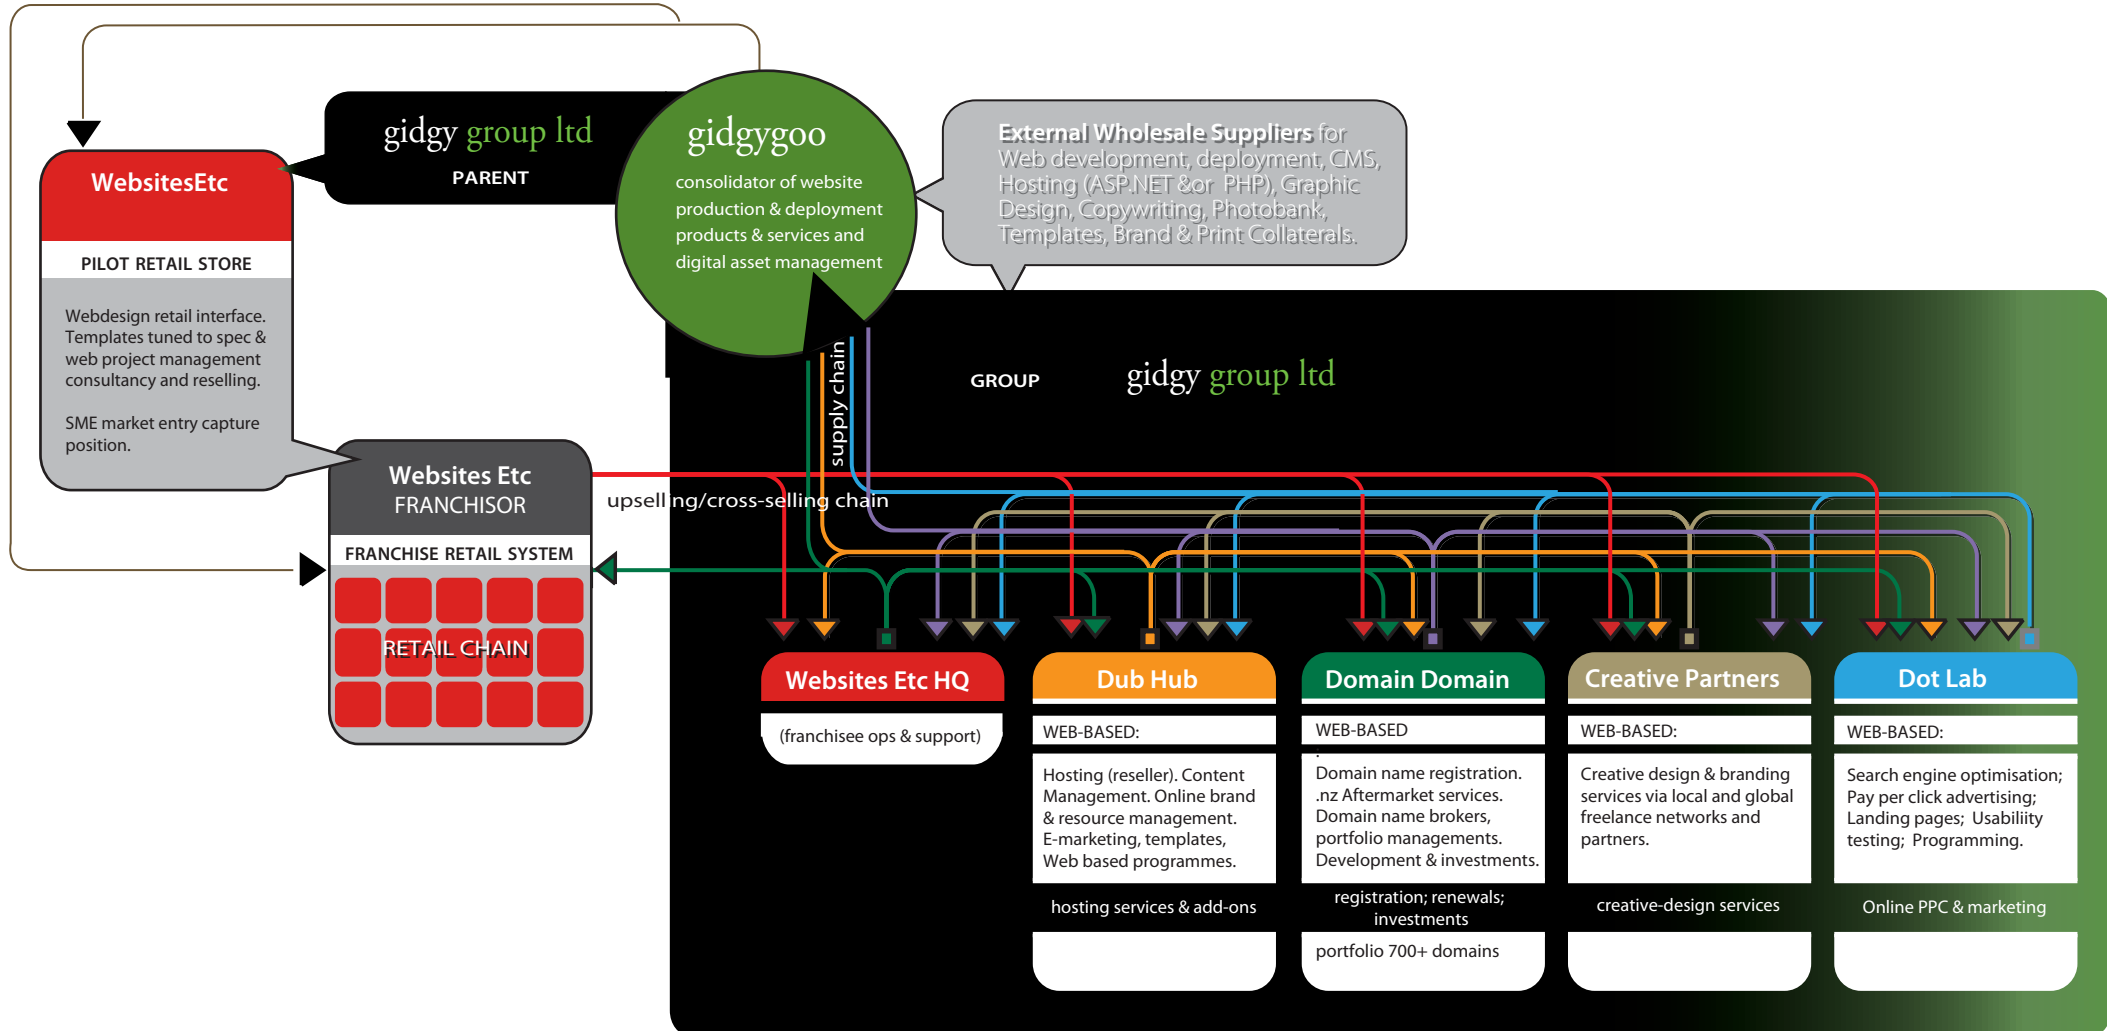 gidgy group ltd
PARENT
gidgygoo
consolidator of website
production & deployment
products & services and
digital asset management
External Wholesale Suppliers for
Web development, deployment, CMS,
Hosting (ASP.NET &or PHP), Graphic
Design, Copywriting, Photobank,
Templates, Brand & Print Collaterals.
WebsitesEtc
PILOT RETAIL STORE
Webdesign retail interface.
Templates tuned to spec &
web project management
consultancy and reselling.
SME market entry capture
position.
GROUP
gidgy group ltd
supply chain
Websites Etc
FRANCHISOR
upselling/cross-selling chain
FRANCHISE RETAIL SYSTEM
RETAIL CHAIN
Websites Etc HQ
(franchisee ops & support)
Dub Hub
WEB-BASED:
Hosting (reseller). Content
Management. Online brand
& resource management.
E-marketing, templates,
Web based programmes.
hosting services & add-ons
Domain Domain
WEB-BASED
:
Domain name registration.
.nz Aftermarket services.
Domain name brokers,
portfolio managements.
Development & investments.
registration; renewals;
investments
portfolio 700+ domains
Creative Partners
WEB-BASED:
Creative design & branding
services via local and global
freelance networks and
partners.
creative-design services
Dot Lab
WEB-BASED:
Search engine optimisation;
Pay per click advertising;
Landing pages; Usabiliity
testing; Programming.
Online PPC & marketing